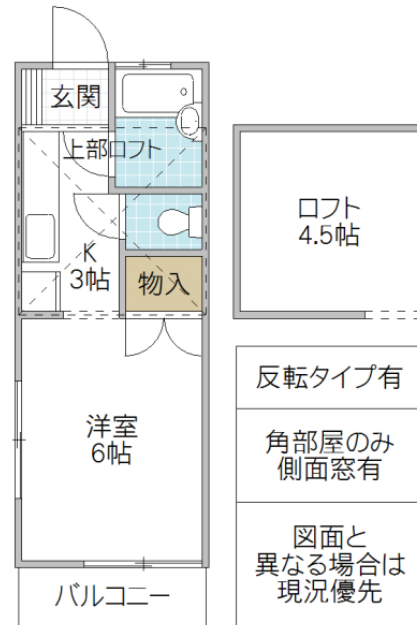 玄関
上部ロフト
K
3帖
物入
洋室
6帖
バルコニー
ロフト
4.5帖
反転タイプ有
角部屋のみ
側面窓有
図面と
異なる場合は
現況優先